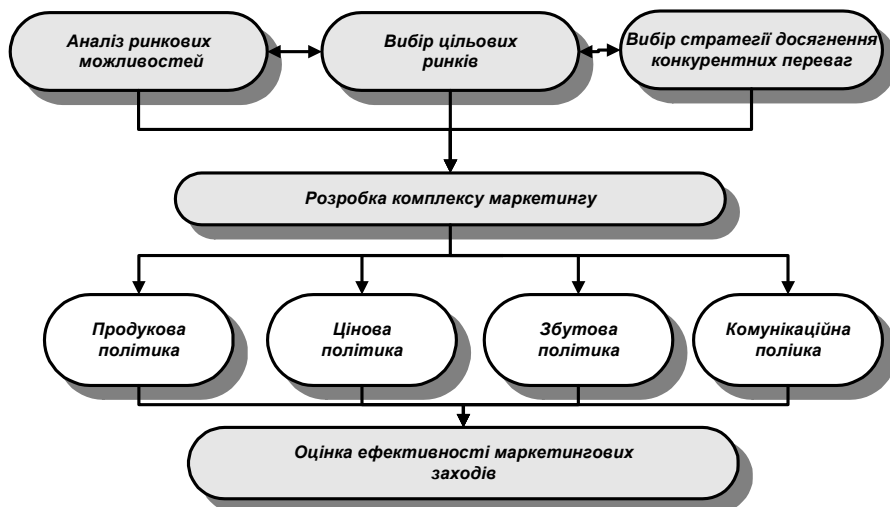 Аналіз ринкових
можливостей
Вибір цільових
ринків
Вибір стратегії досягнення
конкурентних переваг
Розробка комплексу маркетингу
Продукова
політика
Цінова
політика
Збутова
політика
Комунікаційна
поліика
Оцінка ефективності маркетингових
заходів